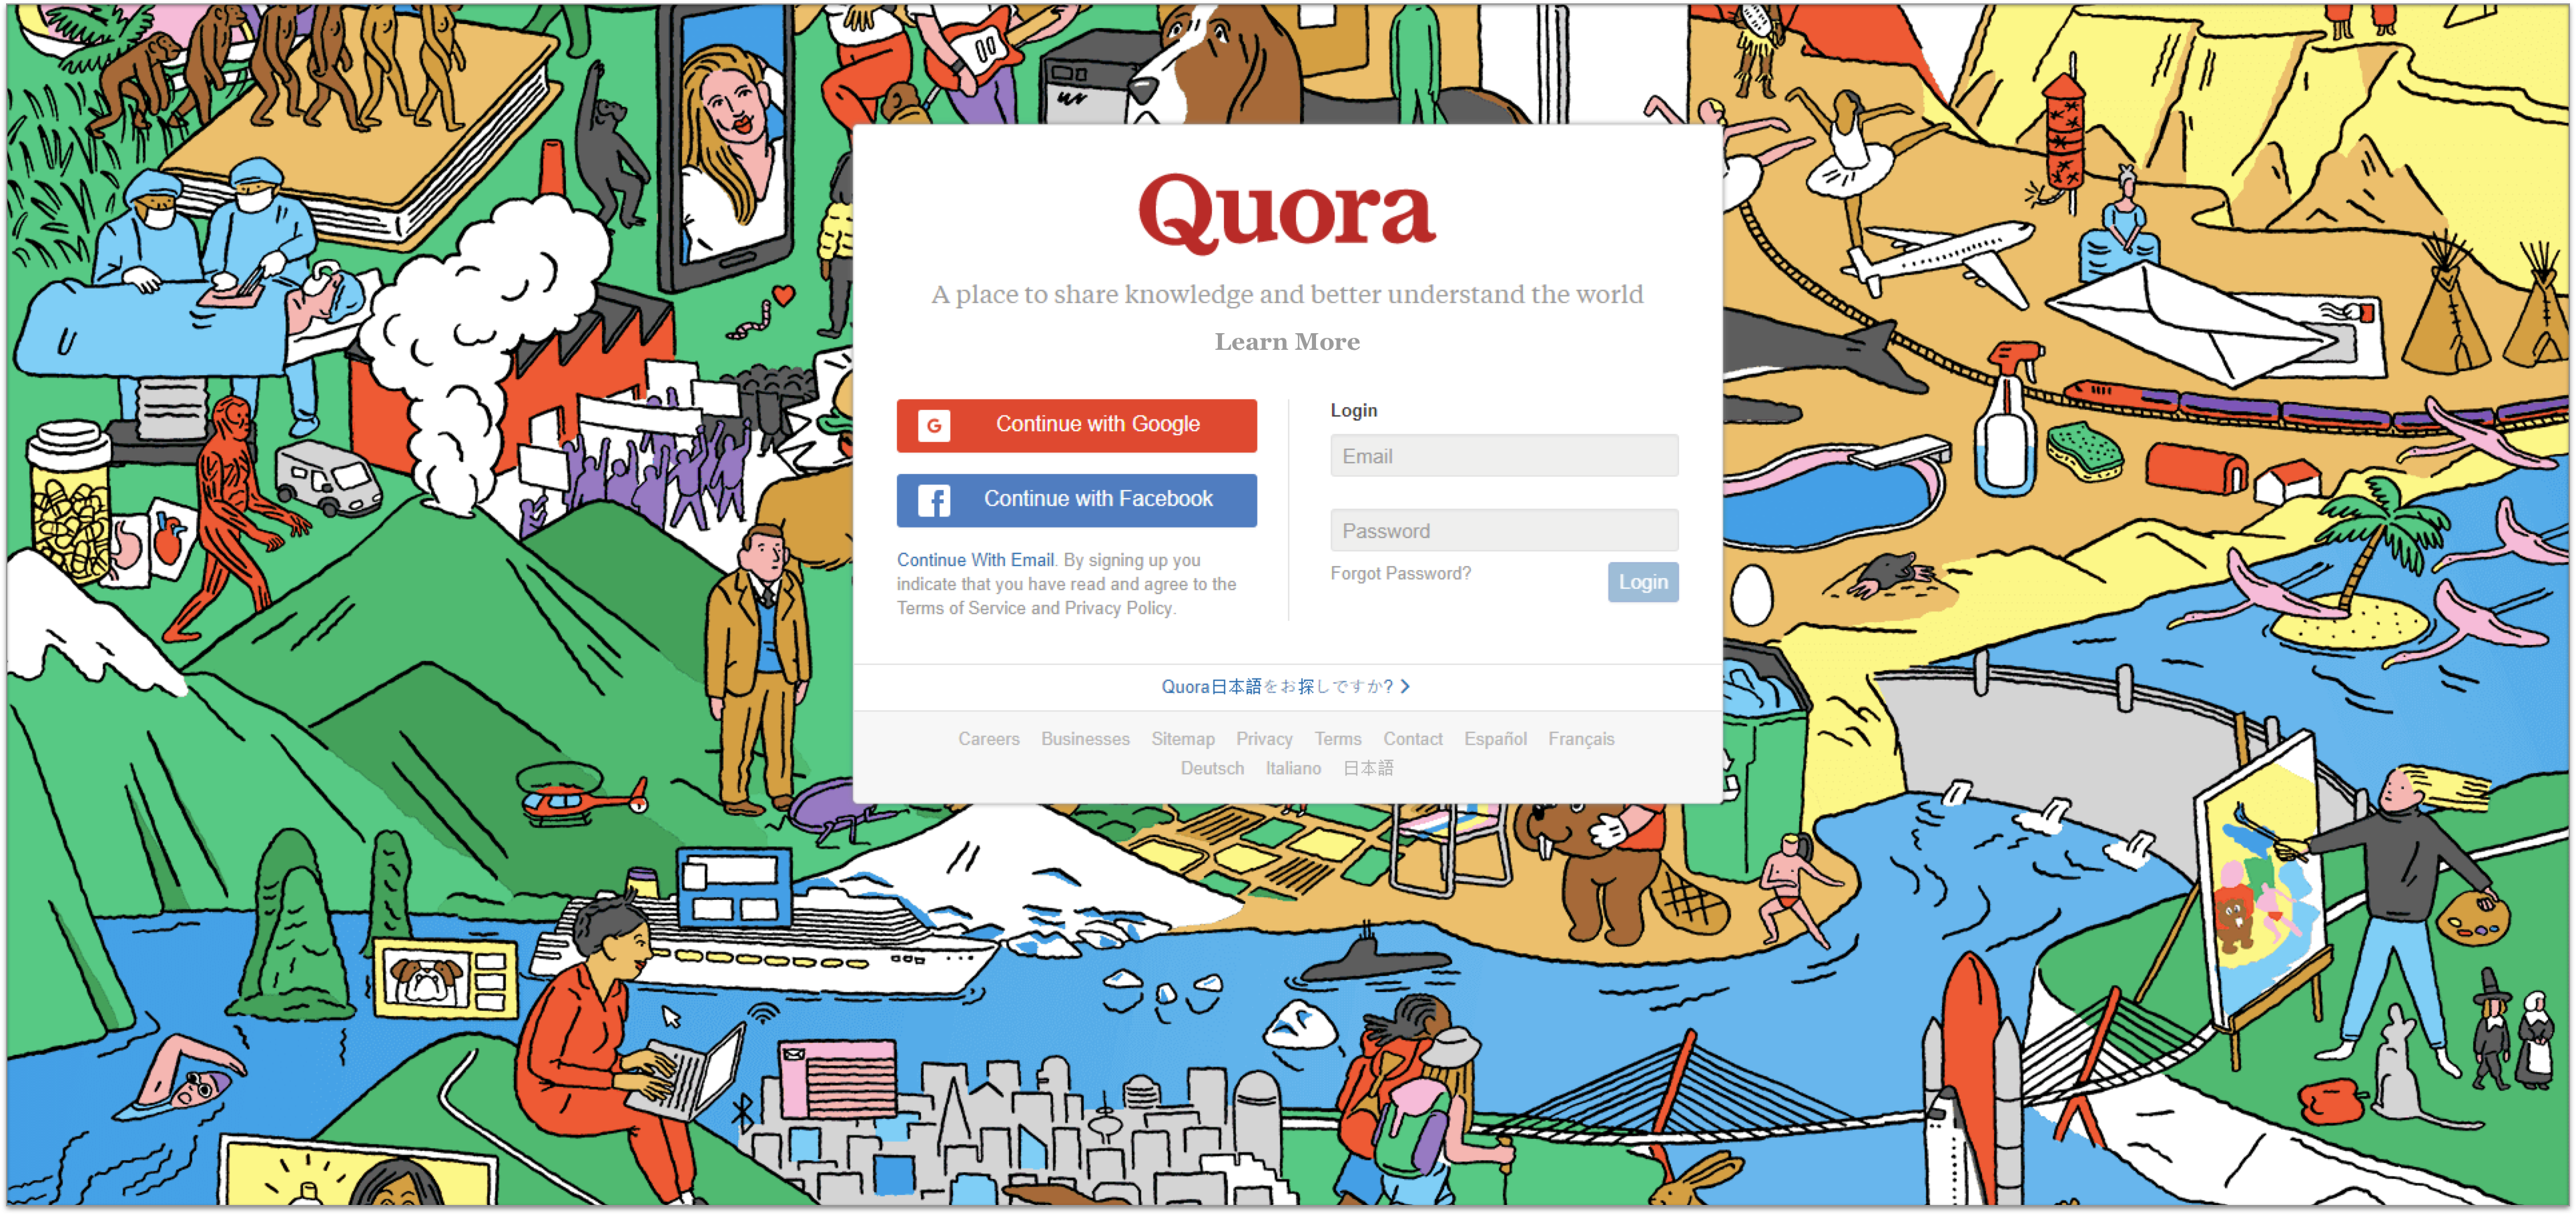 Quora
A place to share knowledge and better understand the world
Learn More
G Continue with Google
f Continue with Facebook
Continue With Email. By signing up you
indicate that you have read and agree to the
Terms of Service and Privacy Policy.
Login
Email
Password
Forgot Password?
Login
Quora日本語をお探しですか?
Careers Businesses Sitemap Privacy Terms Contact Español Français
Deutsch Italiano 日本語